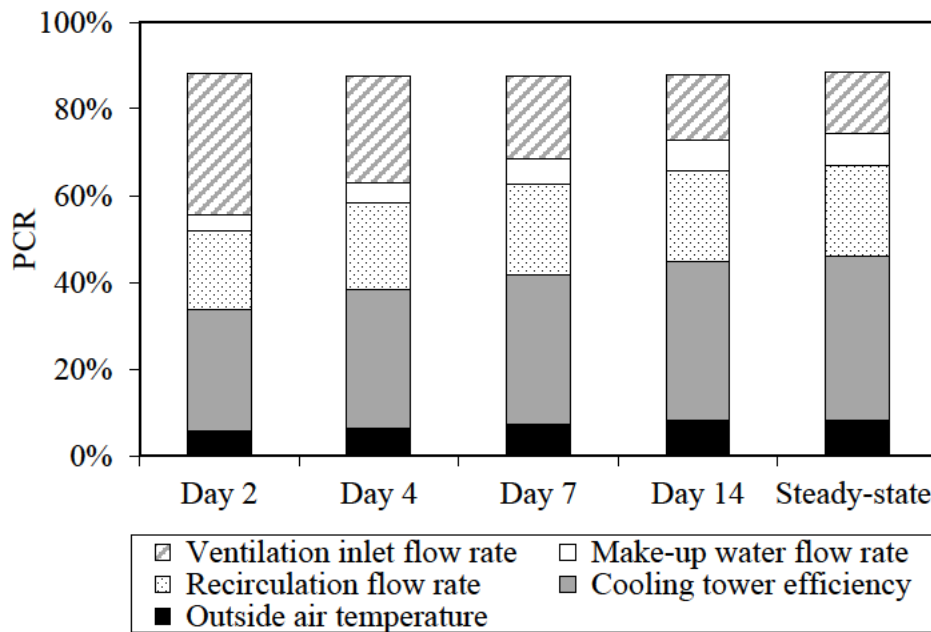 100%
80%
60%
40%
20%
0%
PCR
Day 2 Day 4 Day 7 Day 14 Steady-state
Ventilation inlet flow rate Make-up water flow rate
Recirculation flow rate Cooling tower efficiency
Outside air temperature